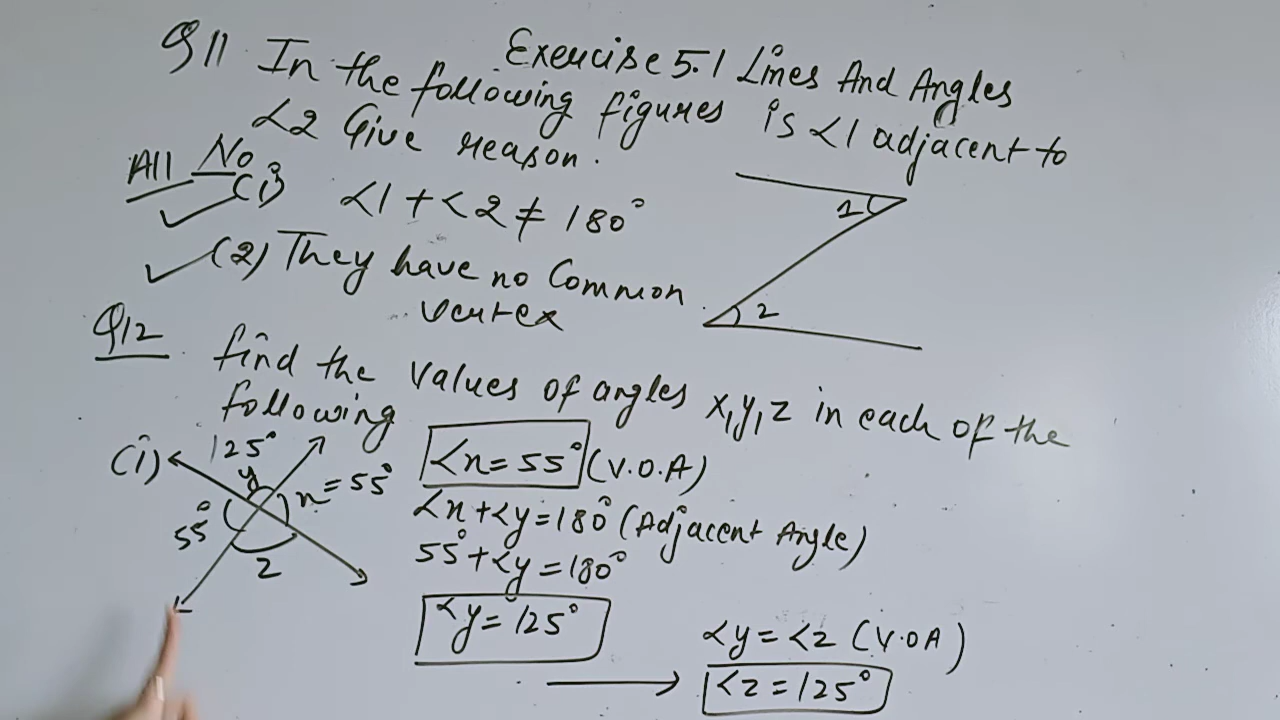 Exercise 5.1 Lines And Angles
Q11 In the following figures is <1 adjacent to
<2 Give reason.
All No
(i) <1 + <2 ≠ 180°
(2) They have no Common
vertex
1
2
Q12 find the values of angles x,y,z in each of the
following
(i) 125°
y
x = 55°
55°
z
<x = 55° (V.O.A)
<x + <y = 180° (Adjacent Angle)
55° + <y = 180°
<y = 125°
<y = <z (V.O.A)
<z = 125°